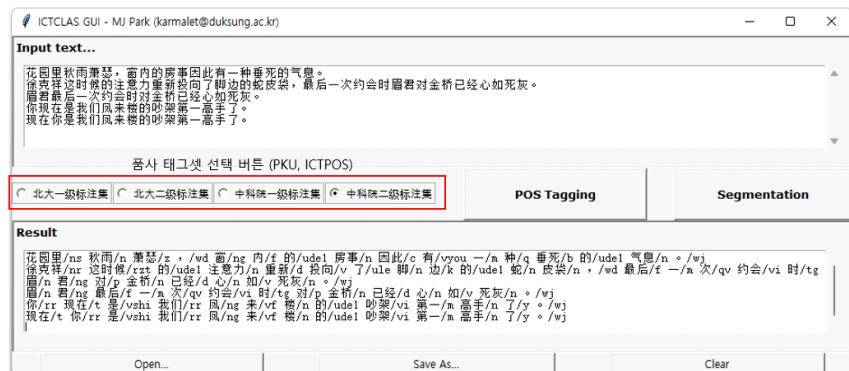 ICTCLAS GUI - MJ Park (karmalet@duksung.ac.kr)
Input text...
花园里秋雨萧瑟，窗内的房事因此有一种垂死的气息。
徐克祥这时候的注意力重新投向了脚边的蛇皮袋，最后一次约会时眉君对金桥已经心如死灰。
眉君最后一次约会时对金桥已经心如死灰。
你现在是我们凤来楼的吵架第一高手了。
现在你是我们凤来楼的吵架第一高手了。
품사 태그셋 선택 버튼 (PKU, ICTPOS)
北大一级标注集 北大二级标注集 中科院一级标注集 中科院二级标注集 POS Tagging Segmentation
Result
花园里/ns 秋雨/n 萧瑟/z ，/wd 窗/ng 内/f 的/ude1 房事/n 因此/c 有/vyou 一/m 种/q 垂死/b 的/ude1 气息/n 。/wj
徐克祥/nr 这时候/rzt 的/ude1 注意力/n 重新/d 投向/v 了/ule 脚/n 边/k 的/ude1 蛇/n 皮袋/n ，/wd 最后/f 一/m 次/qv 约会/vi 时/tg
眉/n 君/ng 对/p 金桥/n 已经/d 心/n 如/v 死灰/n 。/wj
眉/n 君/ng 最后/f 一/m 次/qv 约会/vi 时/tg 对/p 金桥/n 已经/d 心/n 如/v 死灰/n 。/wj
你/rr 现在/t 是/vshi 我们/rr 凤/ng 来/vf 楼/n 的/ude1 吵架/vi 第一/m 高手/n 了/y 。/wj
现在/t 你/rr 是/vshi 我们/rr 凤/ng 来/vf 楼/n 的/ude1 吵架/vi 第一/m 高手/n 了/y 。/wj
Open... Save As... Clear